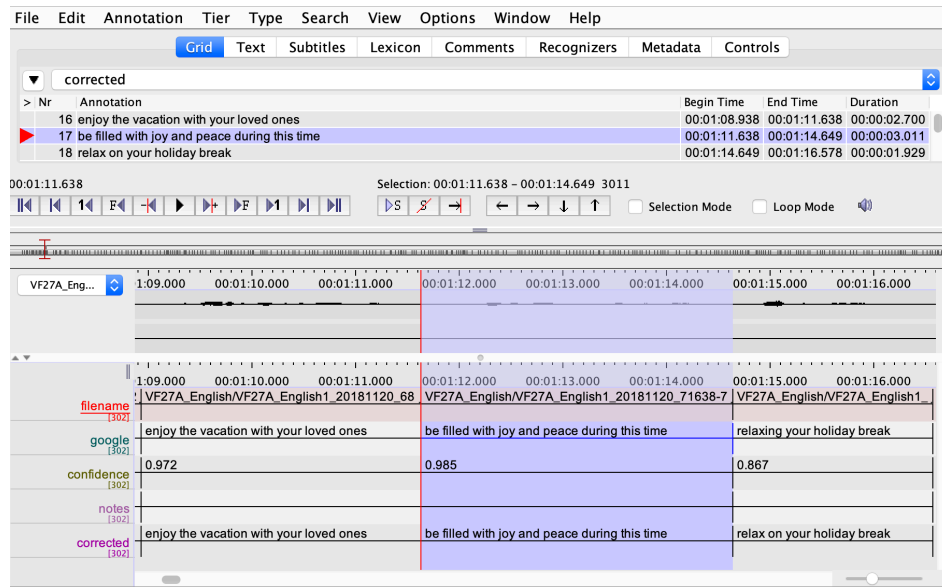 File Edit Annotation Tier Type Search View Options Window Help
Grid Text Subtitles Lexicon Comments Recognizers Metadata Controls
▼ corrected
> Nr Annotation Begin Time End Time Duration
16 enjoy the vacation with your loved ones 00:01:08.938 00:01:11.638 00:00:02.700
17 be filled with joy and peace during this time 00:01:11.638 00:01:14.649 00:00:03.011
18 relax on your holiday break 00:01:14.649 00:01:16.578 00:00:01.929
00:01:11.638 Selection: 00:01:11.638 – 00:01:14.649 3011
1 F F 1 S S Selection Mode Loop Mode
VF27A_Eng... 1:09.000 00:01:10.000 00:01:11.000 00:01:12.000 00:01:13.000 00:01:14.000 00:01:15.000 00:01:16.000
1:09.000 00:01:10.000 00:01:11.000 00:01:12.000 00:01:13.000 00:01:14.000 00:01:15.000 00:01:16.000
filename [302] VF27A_English/VF27A_English1_20181120_68 VF27A_English/VF27A_English1_20181120_71638-7 VF27A_English/VF27A_English1_
google [302] enjoy the vacation with your loved ones be filled with joy and peace during this time relaxing your holiday break
confidence [302] 0.972 0.985 0.867
notes [302]
corrected [302] enjoy the vacation with your loved ones be filled with joy and peace during this time relax on your holiday break